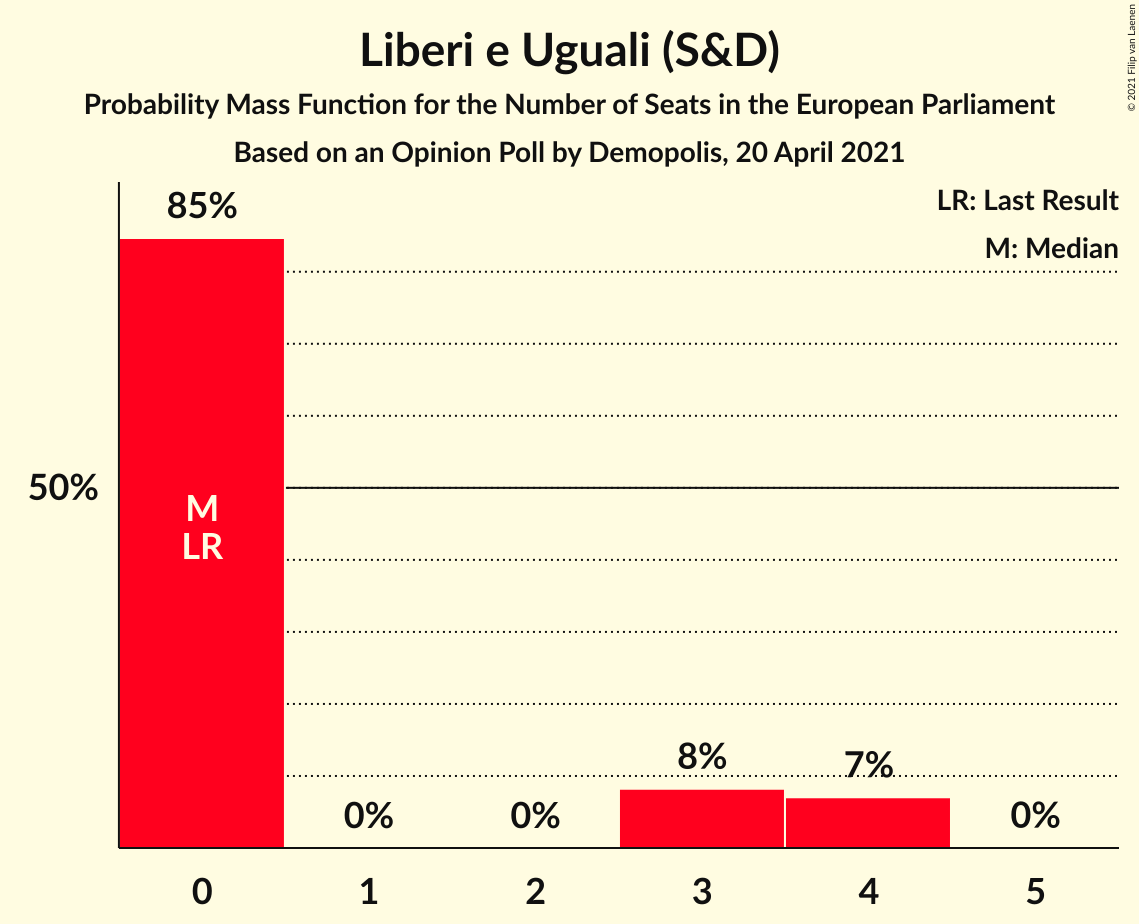 Liberi e Uguali (S&D)
Probability Mass Function for the Number of Seats in the European Parliament
Based on an Opinion Poll by Demopolis, 20 April 2021
© 2021 Filip van Laenen
LR: Last Result
M: Median
85%
50%
M
LR
8%
7%
0%
0%
0%
0
1
2
3
4
5